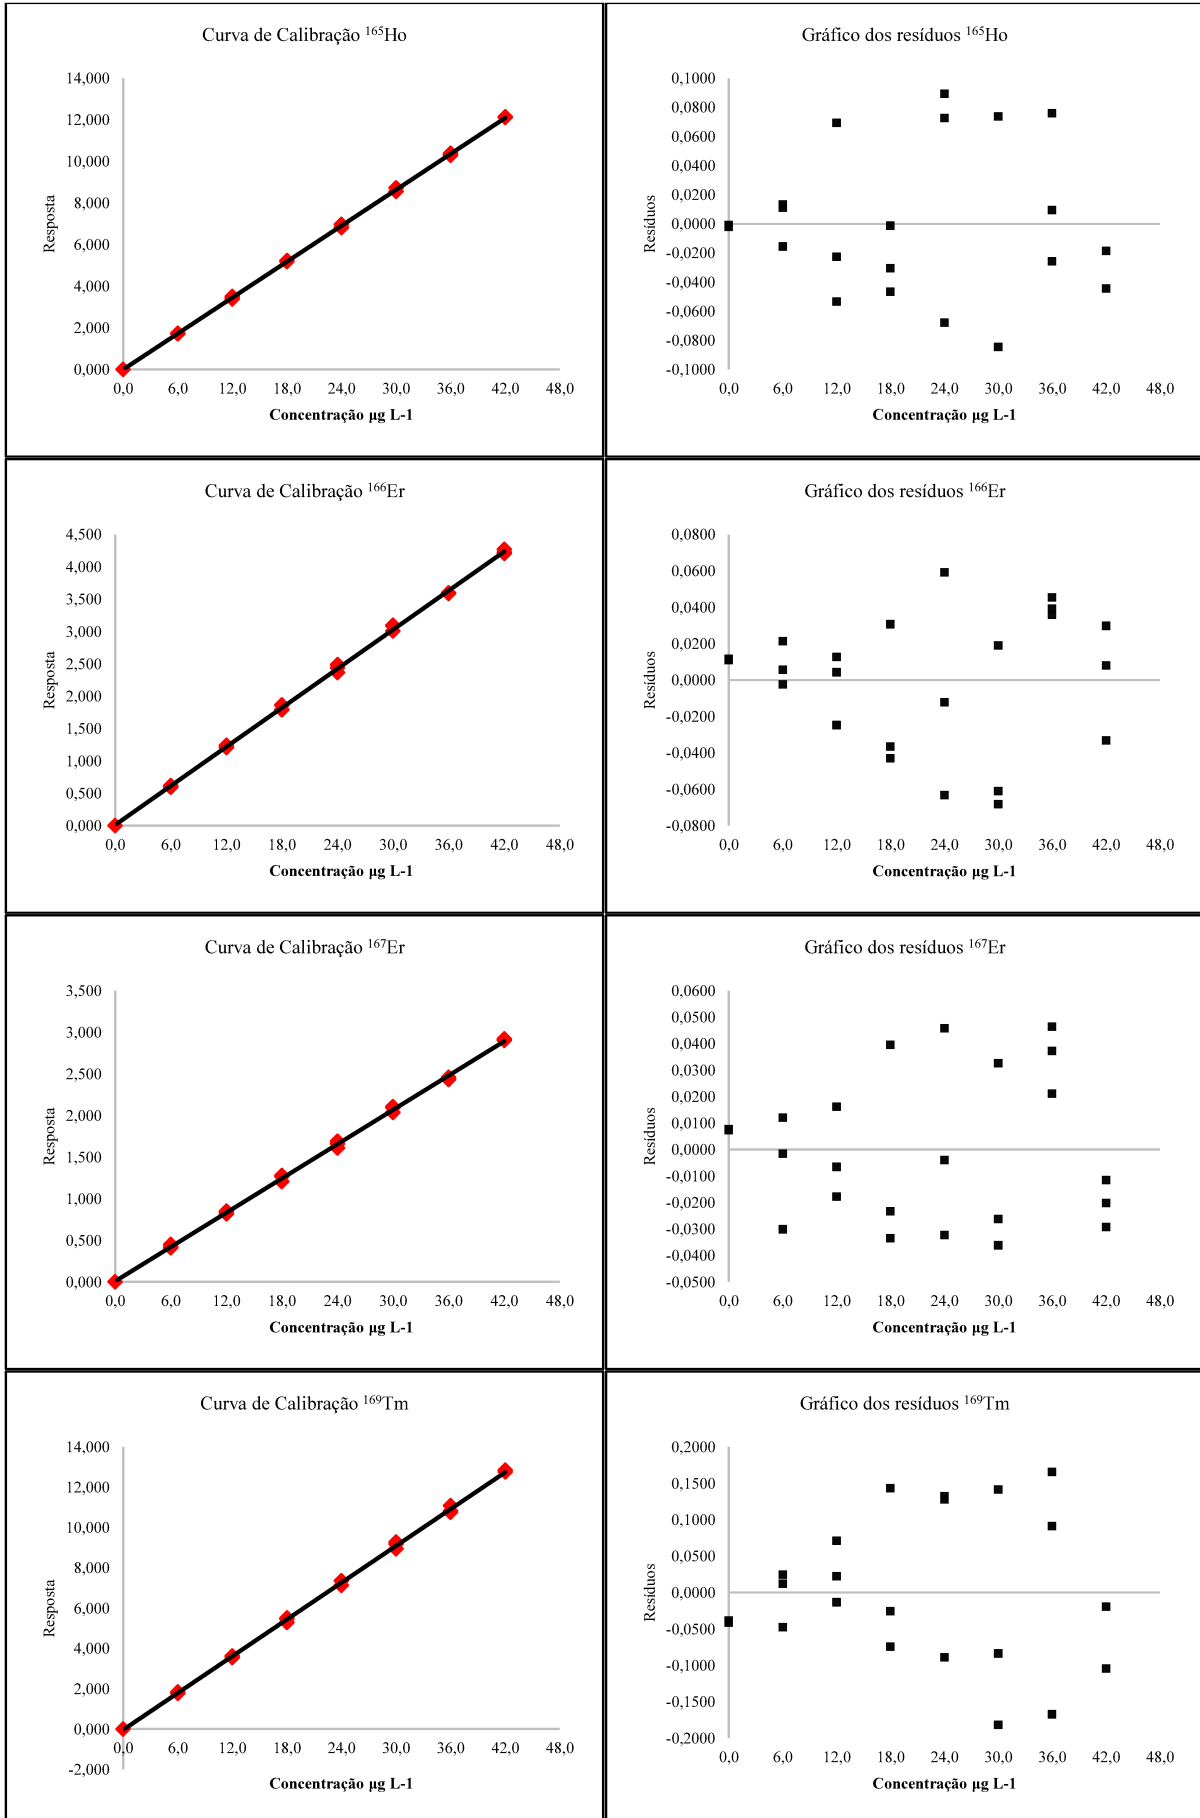 Curva de Calibração ¹⁶⁵Ho
14,000
12,000
10,000
8,000
6,000
4,000
2,000
0,000
Resposta
0,0 6,0 12,0 18,0 24,0 30,0 36,0 42,0 48,0
Concentração µg L-1
Gráfico dos resíduos ¹⁶⁵Ho
0,1000
0,0800
0,0600
0,0400
0,0200
0,0000
-0,0200
-0,0400
-0,0600
-0,0800
-0,1000
Resíduos
0,0 6,0 12,0 18,0 24,0 30,0 36,0 42,0 48,0
Concentração µg L-1
Curva de Calibração ¹⁶⁶Er
4,500
4,000
3,500
3,000
2,500
2,000
1,500
1,000
0,500
0,000
Resposta
0,0 6,0 12,0 18,0 24,0 30,0 36,0 42,0 48,0
Concentração µg L-1
Gráfico dos resíduos ¹⁶⁶Er
0,0800
0,0600
0,0400
0,0200
0,0000
-0,0200
-0,0400
-0,0600
-0,0800
Resíduos
0,0 6,0 12,0 18,0 24,0 30,0 36,0 42,0 48,0
Concentração µg L-1
Curva de Calibração ¹⁶⁷Er
3,500
3,000
2,500
2,000
1,500
1,000
0,500
0,000
Resposta
0,0 6,0 12,0 18,0 24,0 30,0 36,0 42,0 48,0
Concentração µg L-1
Gráfico dos resíduos ¹⁶⁷Er
0,0600
0,0500
0,0400
0,0300
0,0200
0,0100
0,0000
-0,0100
-0,0200
-0,0300
-0,0400
-0,0500
Resíduos
0,0 6,0 12,0 18,0 24,0 30,0 36,0 42,0 48,0
Concentração µg L-1
Curva de Calibração ¹⁶⁹Tm
14,000
12,000
10,000
8,000
6,000
4,000
2,000
0,000
-2,000
Resposta
0,0 6,0 12,0 18,0 24,0 30,0 36,0 42,0 48,0
Concentração µg L-1
Gráfico dos resíduos ¹⁶⁹Tm
0,2000
0,1500
0,1000
0,0500
0,0000
-0,0500
-0,1000
-0,1500
-0,2000
Resíduos
0,0 6,0 12,0 18,0 24,0 30,0 36,0 42,0 48,0
Concentração µg L-1